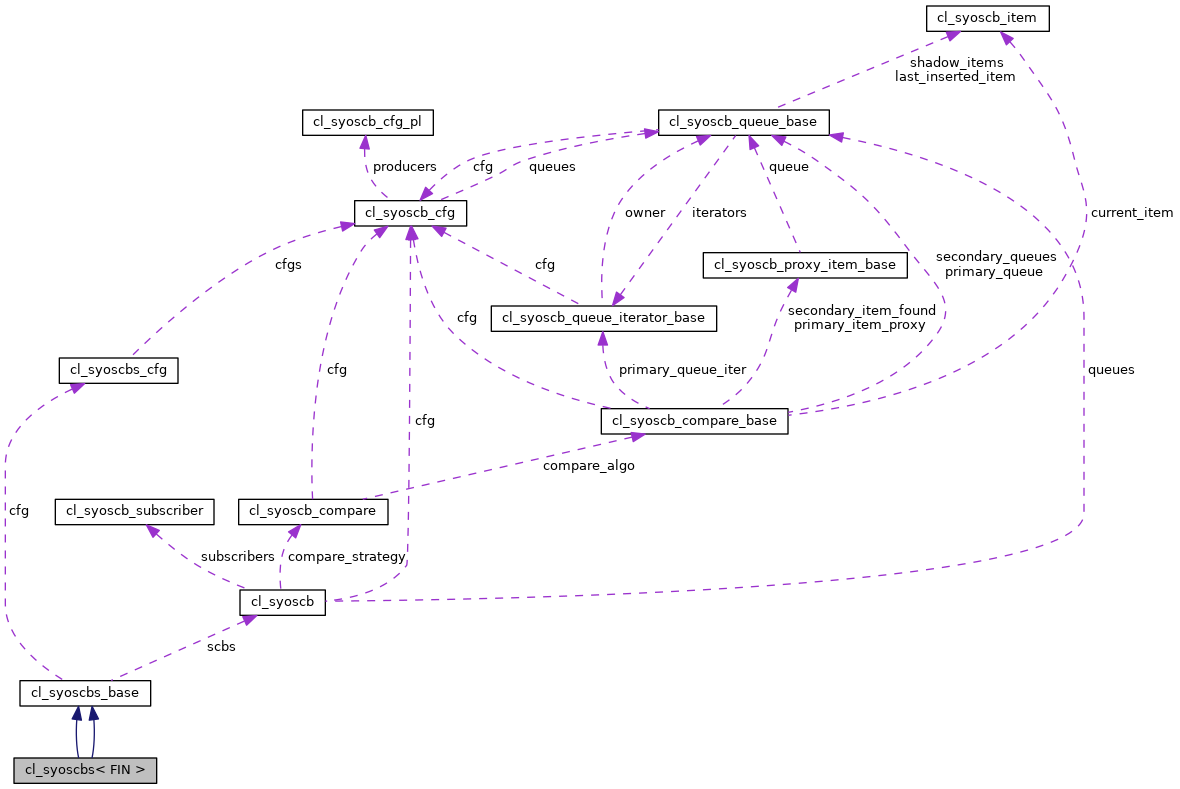 cl_syoscb_item
shadow_items
last_inserted_item
cl_syoscb_cfg_pl
cl_syoscb_queue_base
producers
cfg
queues
queue
cl_syoscb_cfg
owner
iterators
current_item
cfgs
cfg
cl_syoscb_proxy_item_base
secondary_queues
primary_queue
cl_syoscb_queue_iterator_base
cfg
secondary_item_found
primary_item_proxy
cl_syoscbs_cfg
cfg
primary_queue_iter
queues
cfg
cl_syoscb_compare_base
compare_algo
cfg
cl_syoscb_subscriber
cl_syoscb_compare
subscribers
compare_strategy
cl_syoscb
scbs
cl_syoscbs_base
cl_syoscbs< FIN >